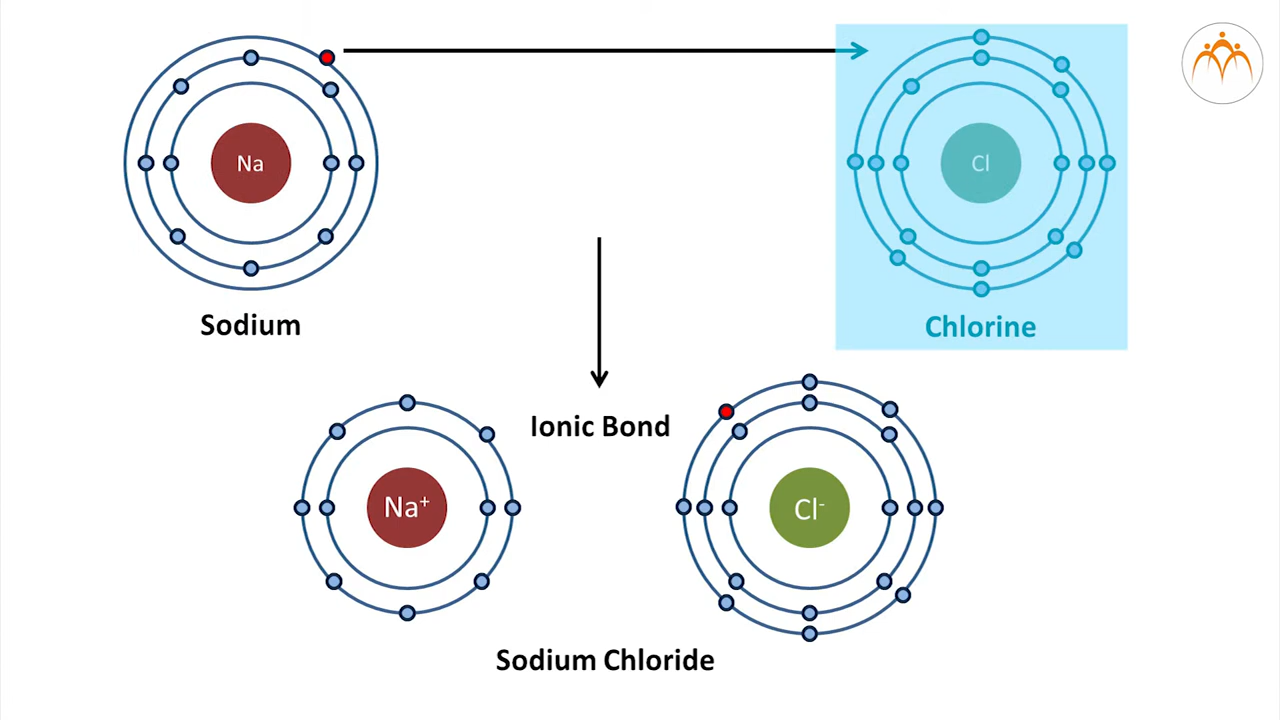 Na
Cl
Sodium
Chlorine
Ionic Bond
Na⁺
Cl⁻
Sodium Chloride